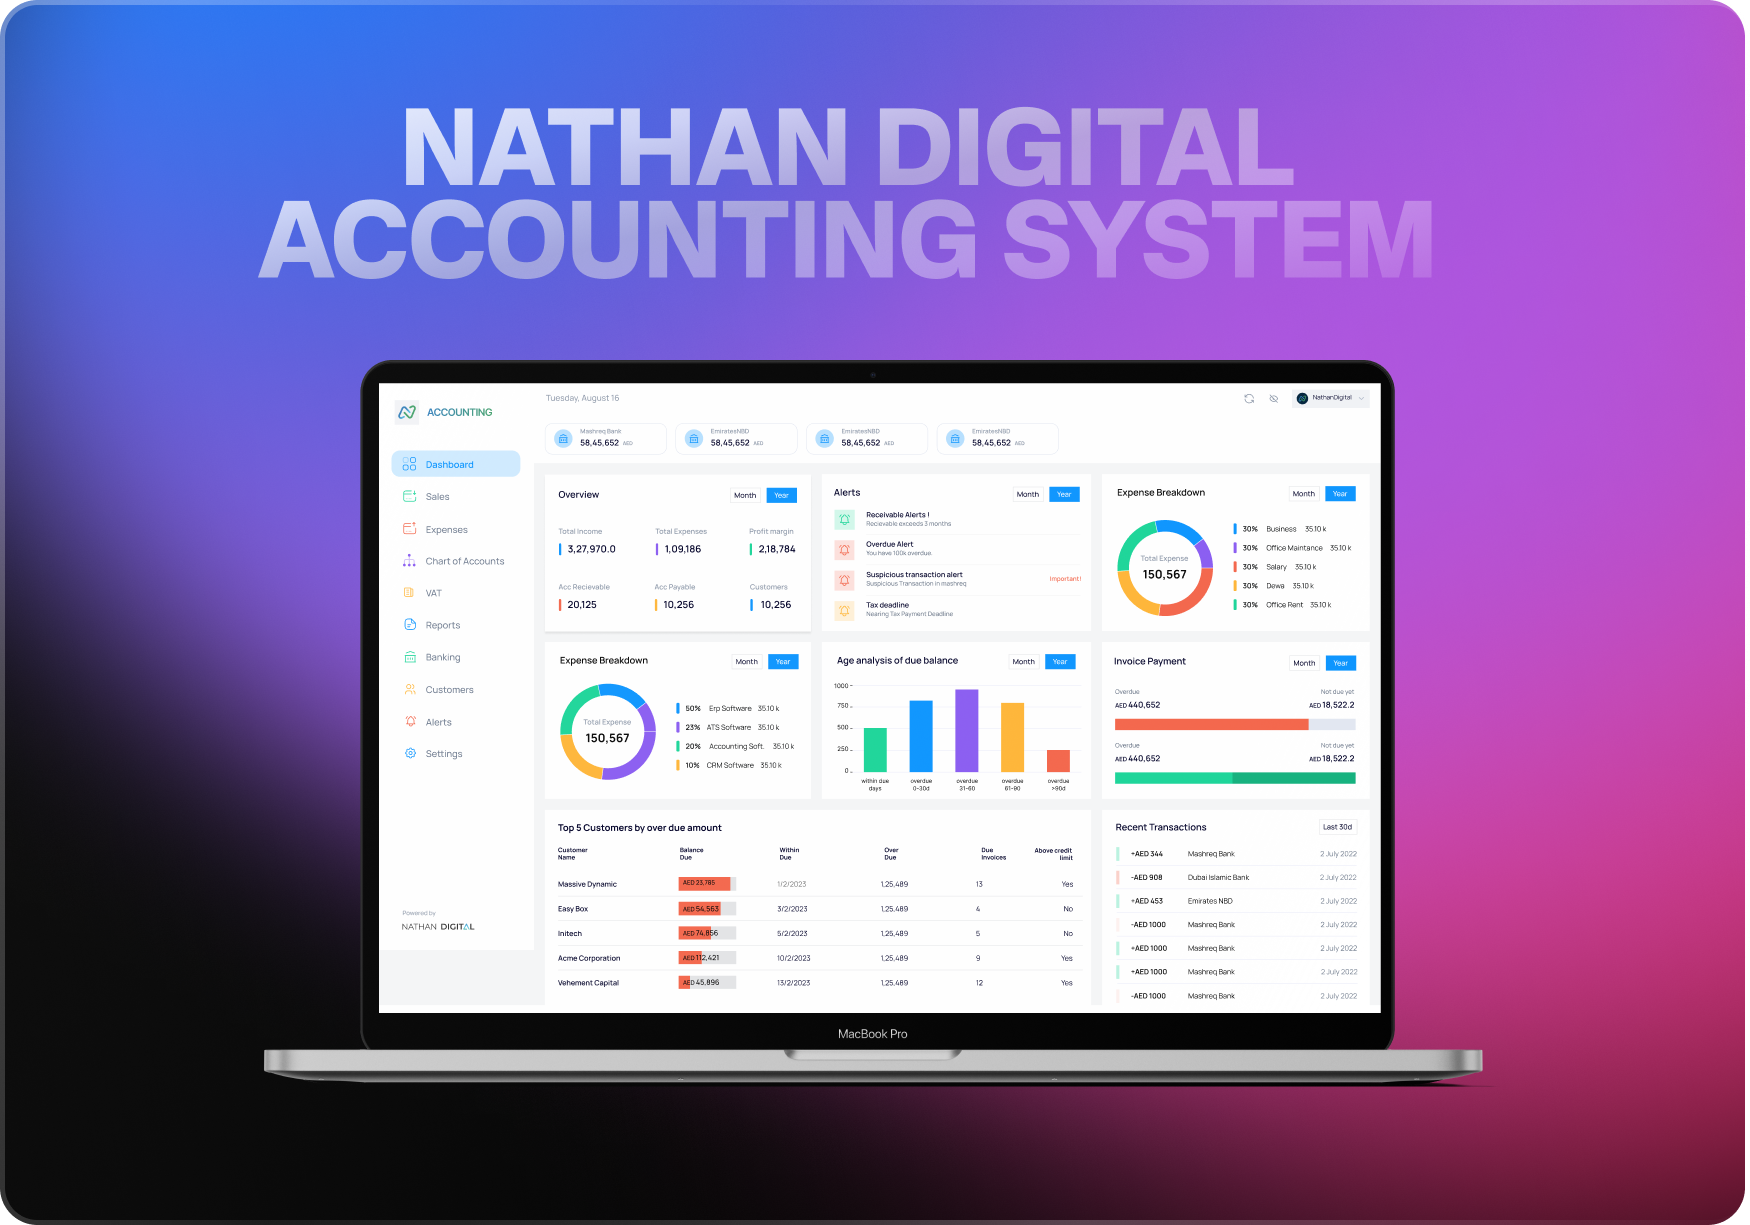 NATHAN DIGITAL
ACCOUNTING SYSTEM
ACCOUNTING
Tuesday, August 16
NathanDigital
Mashreq Bank
58,45,652 AED
EmiratesNBD
58,45,652 AED
EmiratesNBD
58,45,652 AED
EmiratesNBD
58,45,652 AED
Dashboard
Sales
Expenses
Chart of Accounts
VAT
Reports
Banking
Customers
Alerts
Settings
Powered by
NATHAN DIGITAL
Overview
Month
Year
Total Income
Total Expenses
Profit margin
3,27,970.0
1,09,186
2,18,784
Acc Recievable
Acc Payable
Customers
20,125
10,256
10,256
Alerts
Month
Year
Receivable Alerts !
Recievable exceeds 3 months
Overdue Alert
You have 100k overdue.
Suspicious transaction alert
Suspicious Transaction in mashreq
Important!
Tax deadline
Nearing Tax Payment Deadline
Expense Breakdown
Month
Year
Total Expense
150,567
30% Business 35.10 k
30% Office Maintance 35.10 k
30% Salary 35.10 k
30% Dewa 35.10 k
30% Office Rent 35.10 k
Expense Breakdown
Month
Year
Total Expense
150,567
50% Erp Software 35.10 k
23% ATS Software 35.10 k
20% Accounting Soft. 35.10 k
10% CRM Software 35.10 k
Age analysis of due balance
Month
Year
1000
750
500
250
0
within due
days
overdue
0-30d
overdue
31-60
overdue
61-90
overdue
>90d
Invoice Payment
Month
Year
Overdue
Not due yet
AED 440,652
AED 18,522.2
Overdue
Not due yet
AED 440,652
AED 18,522.2
Top 5 Customers by over due amount
Customer
Name
Balance
Due
Within
Due
Over
Due
Due
Invoices
Above credit
limit
Massive Dynamic AED 23,785 1/2/2023 1,25,489 13 Yes
Easy Box AED 54,563 3/2/2023 1,25,489 4 No
Initech AED 74,856 5/2/2023 1,25,489 5 No
Acme Corporation AED 112,421 10/2/2023 1,25,489 9 Yes
Vehement Capital AED 45,896 13/2/2023 1,25,489 12 Yes
Recent Transactions
Last 30d
+AED 344 Mashreq Bank 2 July 2022
-AED 908 Dubai Islamic Bank 2 July 2022
+AED 453 Emirates NBD 2 July 2022
-AED 1000 Mashreq Bank 2 July 2022
+AED 1000 Mashreq Bank 2 July 2022
+AED 1000 Mashreq Bank 2 July 2022
-AED 1000 Mashreq Bank 2 July 2022
MacBook Pro